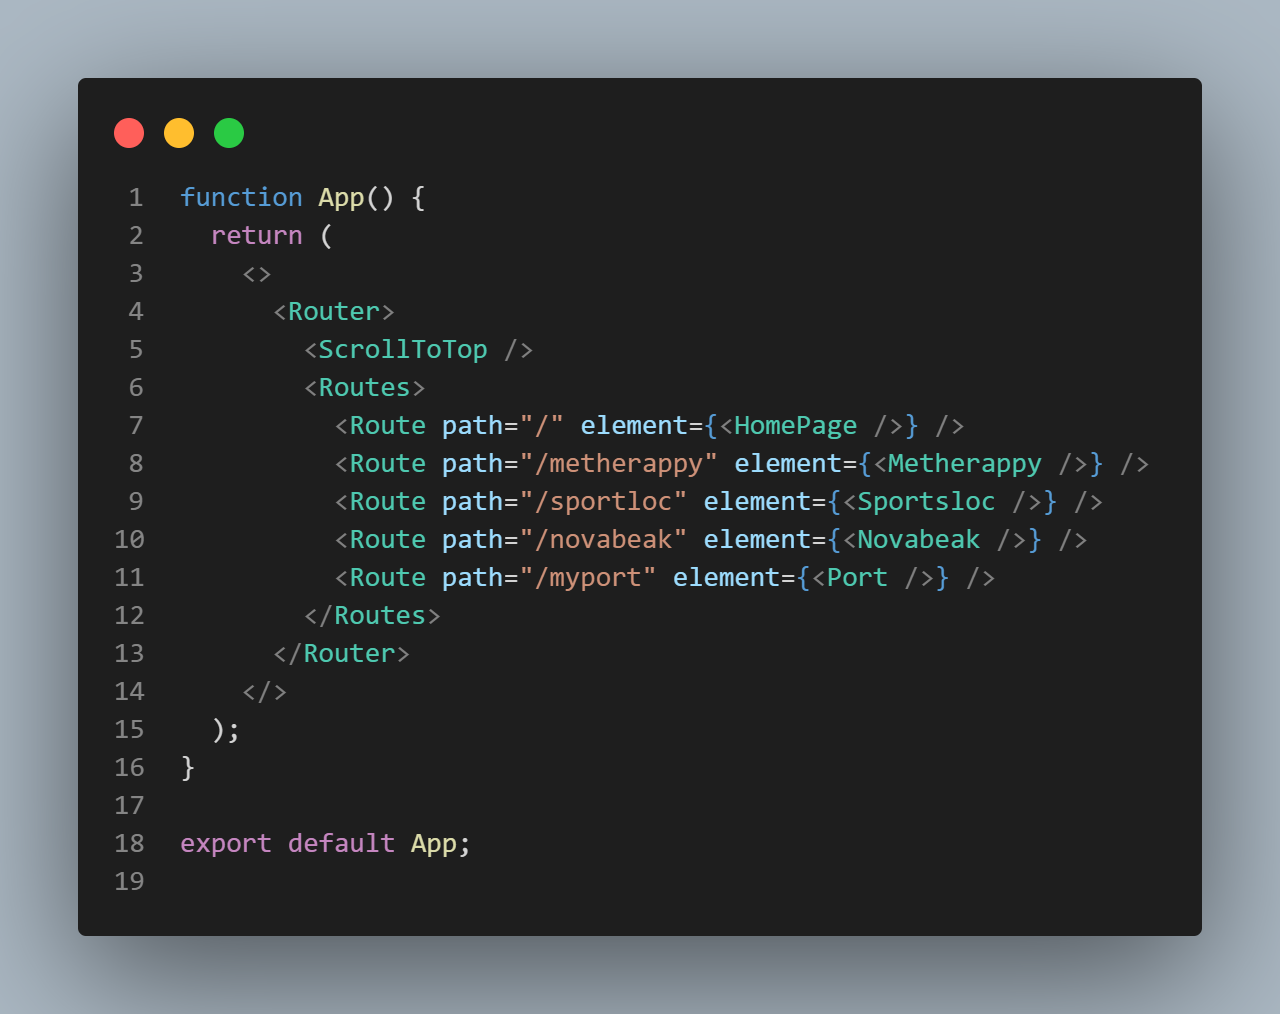 1 function App() {
2   return (
3     <>
4       <Router>
5         <ScrollToTop />
6         <Routes>
7           <Route path="/" element={<HomePage />} />
8           <Route path="/metherappy" element={<Metherappy />} />
9           <Route path="/sportloc" element={<Sportsloc />} />
10           <Route path="/novabeak" element={<Novabeak />} />
11           <Route path="/myport" element={<Port />} />
12         </Routes>
13       </Router>
14     </>
15   );
16 }
17
18 export default App;
19